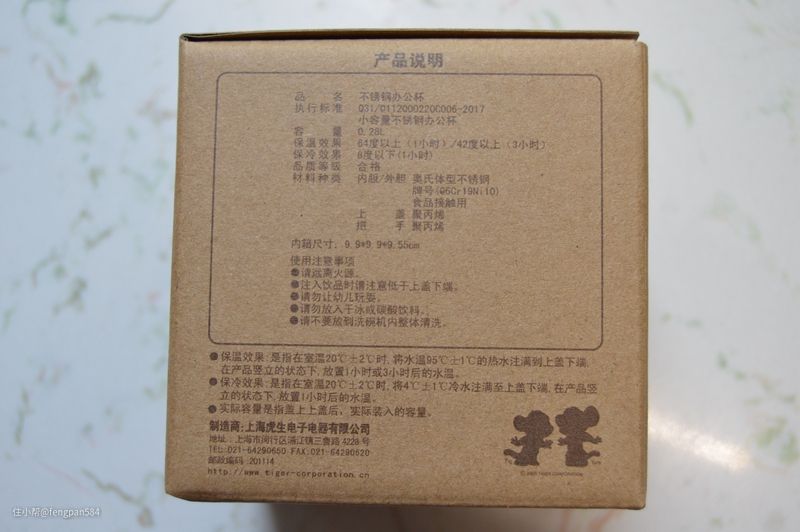 产品说明
品 名 不锈钢办公杯
执行标准 Q31/0112000220C006-2017
小容量不锈钢办公杯
容 量 0.28L
保温效果 64度以上(1小时)/42度以上(3小时)
保冷效果 8度以下(1小时)
品质等级 合格
材料种类 内胆/外胆 奥氏体型不锈钢
牌号(06Cr19Ni10)
食品接触用
上 盖 聚丙烯
把 手 聚丙烯
内箱尺寸: 9.9*9.9*9.55cm
使用注意事项
●请远离火源。
●注入饮品时请注意低于上盖下端。
●请勿让幼儿玩耍。
●请勿放入干冰或碳酸饮料。
●请不要放到洗碗机内整体清洗。
●保温效果:是指在室温20℃±2℃时,将水温95℃±1℃的热水注满到上盖下端,
在产品竖立的状态下,放置1小时或3小时后的水温。
●保冷效果:是指在室温20℃±2℃时,将4℃±1℃冷水注满至上盖下端,在产品竖
立的状态下,放置1小时后的水温。
●实际容量是指盖上上盖后,实际装入的容量。
制造商:上海虎生电子电器有限公司
地址:上海市闵行区浦江镇三鲁路4228号
TEL:021-64290650 FAX:021-64290520
邮政编码:201114
http://www.tiger-corporation.cn
住小帮@fengpan584